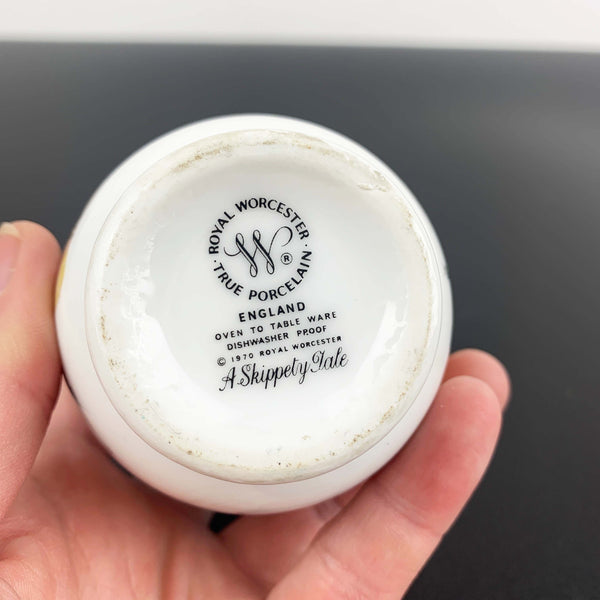 · ROYAL WORCESTER ·
W ®
TRUE PORCELAIN
ENGLAND
OVEN TO TABLE WARE
DISHWASHER PROOF
© 1970 ROYAL WORCESTER
A Skippety Tale